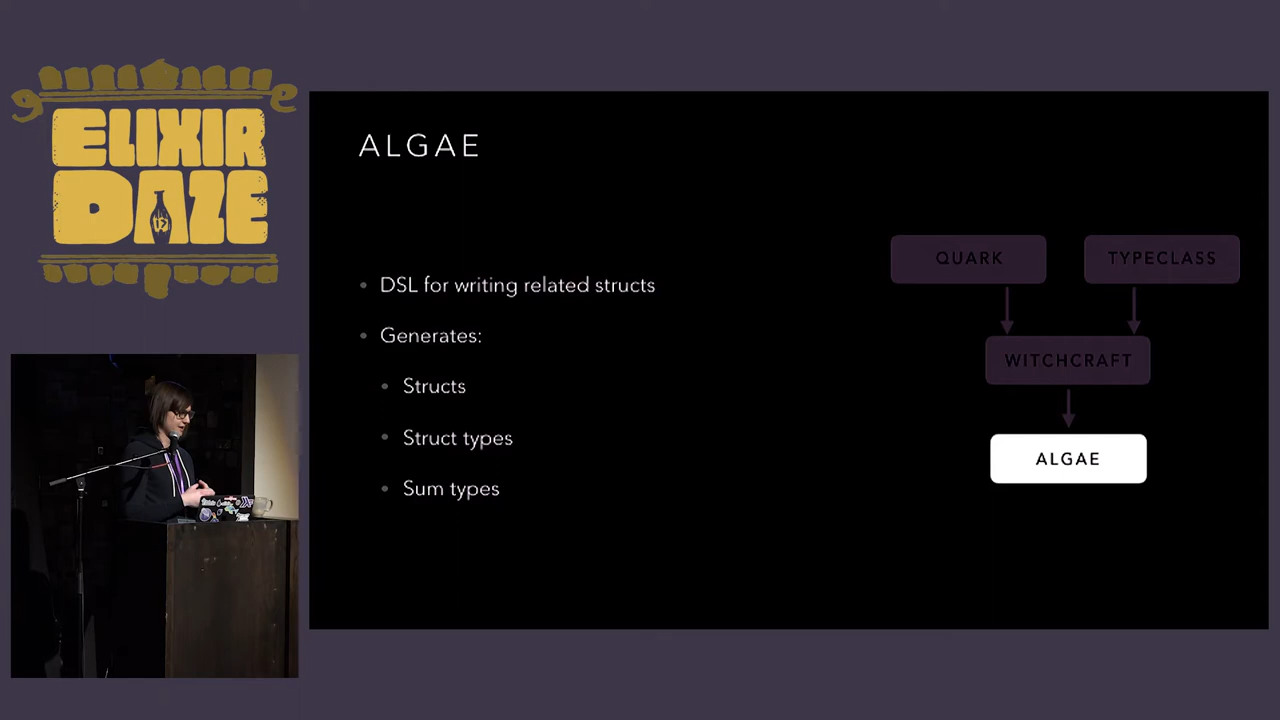 ELIXIR
DAZE
ALGAE
DSL for writing related structs
Generates:
Structs
Struct types
Sum types
QUARK
TYPECLASS
WITCHCRAFT
ALGAE